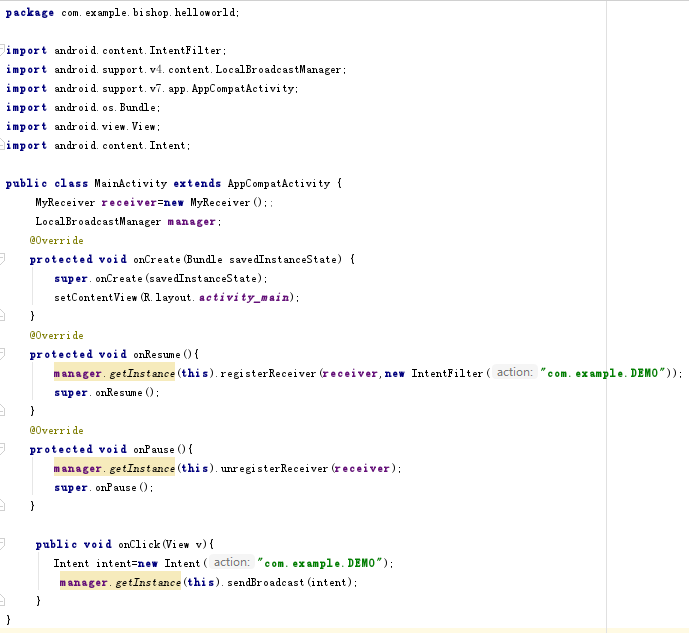 package com.example.bishop.helloworld;
import android.content.IntentFilter;
import android.support.v4.content.LocalBroadcastManager;
import android.support.v7.app.AppCompatActivity;
import android.os.Bundle;
import android.view.View;
import android.content.Intent;
public class MainActivity extends AppCompatActivity {
MyReceiver receiver=new MyReceiver();;
LocalBroadcastManager manager;
@Override
protected void onCreate(Bundle savedInstanceState) {
super.onCreate(savedInstanceState);
setContentView(R.layout.activity_main);
}
@Override
protected void onResume(){
manager.getInstance(this).registerReceiver(receiver,new IntentFilter( action: "com.example.DEMO"));
super.onResume();
}
@Override
protected void onPause(){
manager.getInstance(this).unregisterReceiver(receiver);
super.onPause();
}
public void onClick(View v){
Intent intent=new Intent( action: "com.example.DEMO");
manager.getInstance(this).sendBroadcast(intent);
}
}